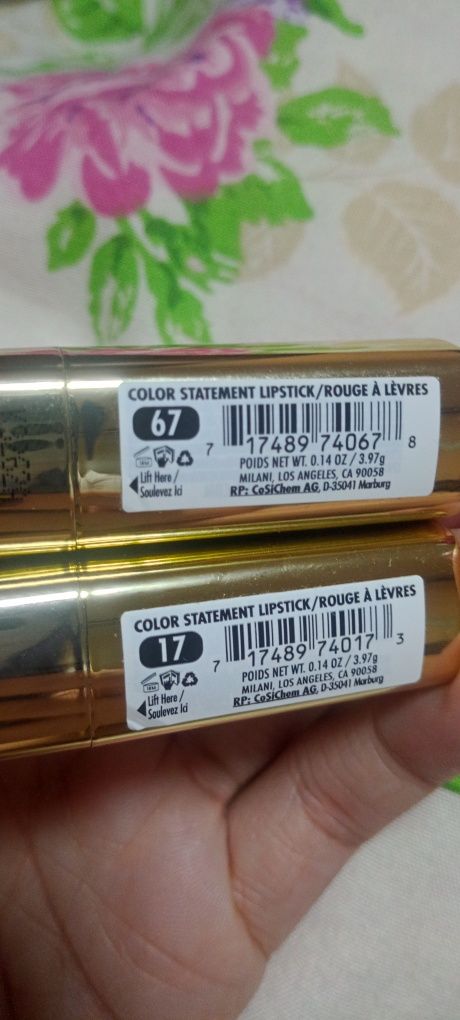 COLOR STATEMENT LIPSTICK/ROUGE À LÈVRES
67
7 17489 74067 8
POIDS NET WT. 0.14 OZ / 3.97g
MILANI, LOS ANGELES, CA 90058
RP: CoSiChem AG, D-35041 Marburg
Lift Here /
Soulevez Ici
COLOR STATEMENT LIPSTICK/ROUGE À LÈVRES
17
7 17489 74017 3
POIDS NET WT. 0.14 OZ / 3.97g
MILANI, LOS ANGELES, CA 90058
RP: CoSiChem AG, D-35041 Marburg
Lift Here /
Soulevez Ici